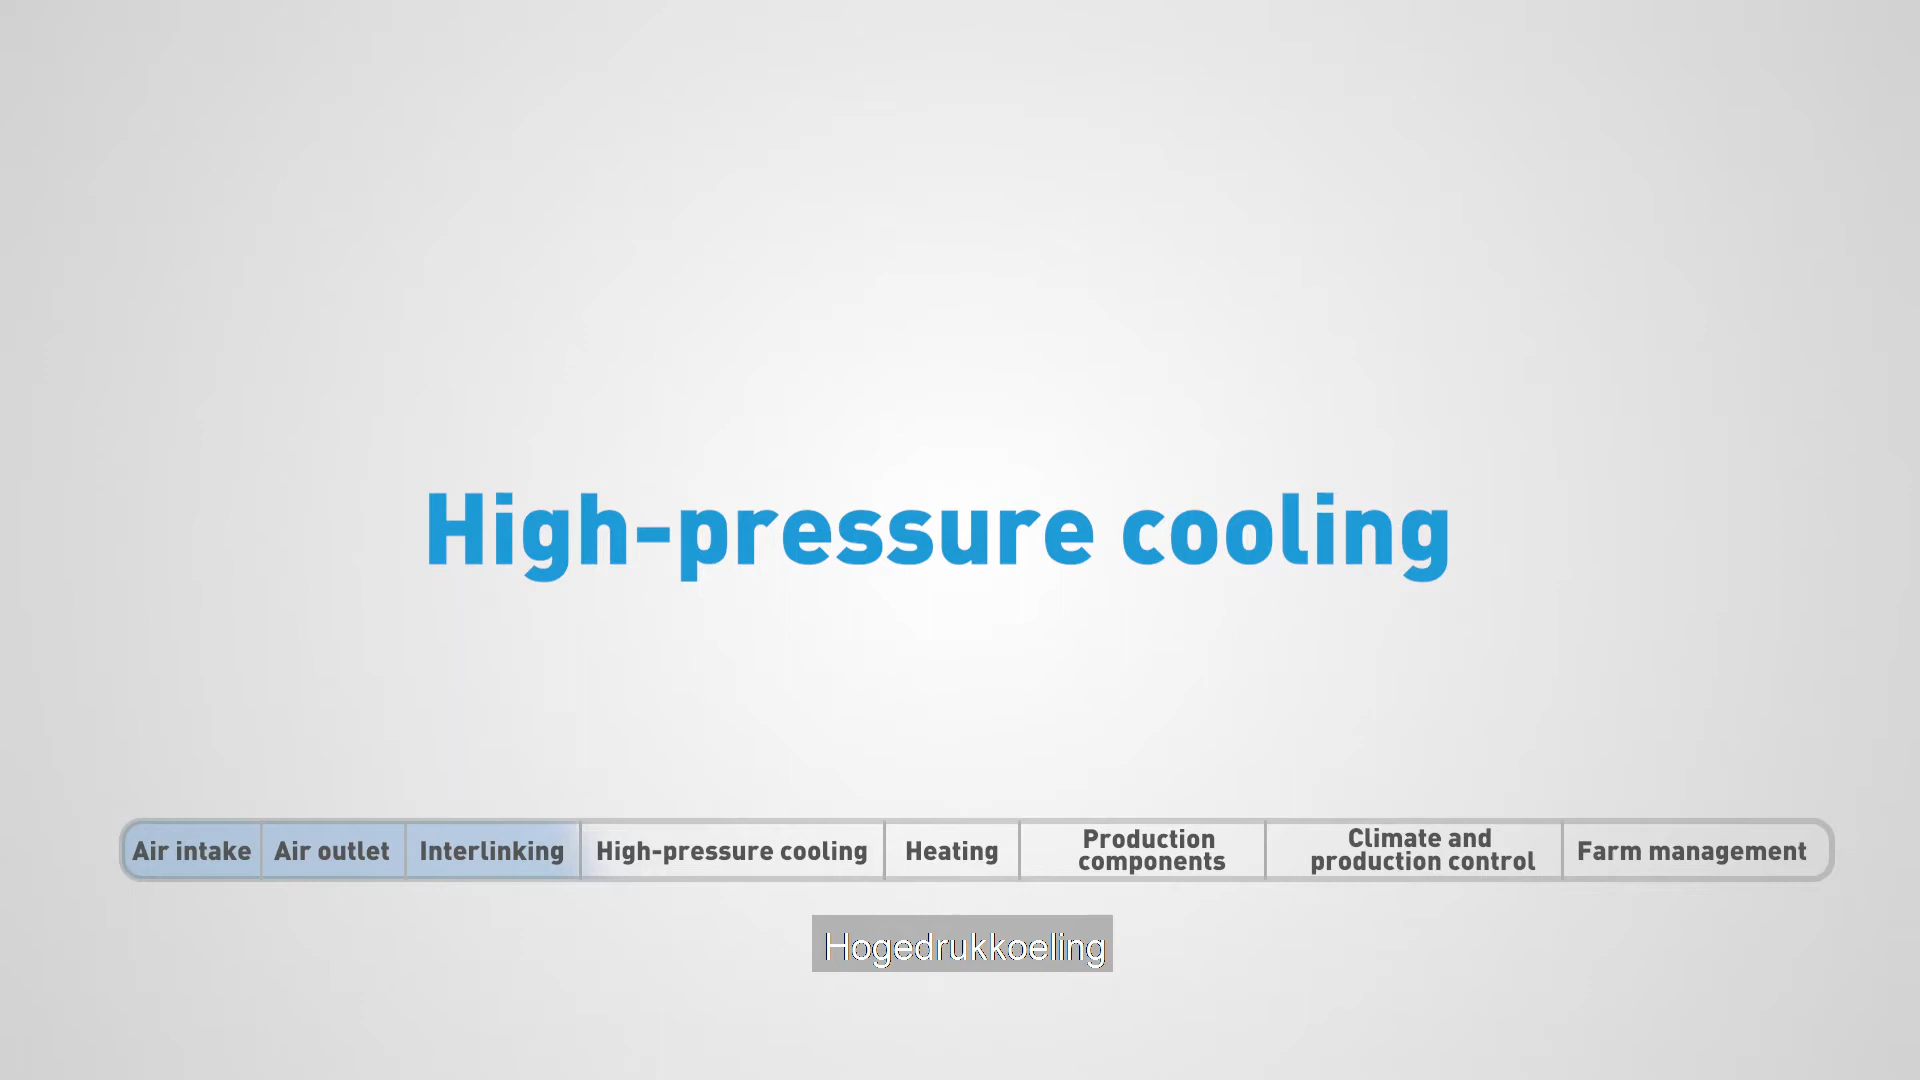 High-pressure cooling
Air intake
Air outlet
Interlinking
High-pressure cooling
Heating
Production
components
Climate and
production control
Farm management
Hogedrukkoeling